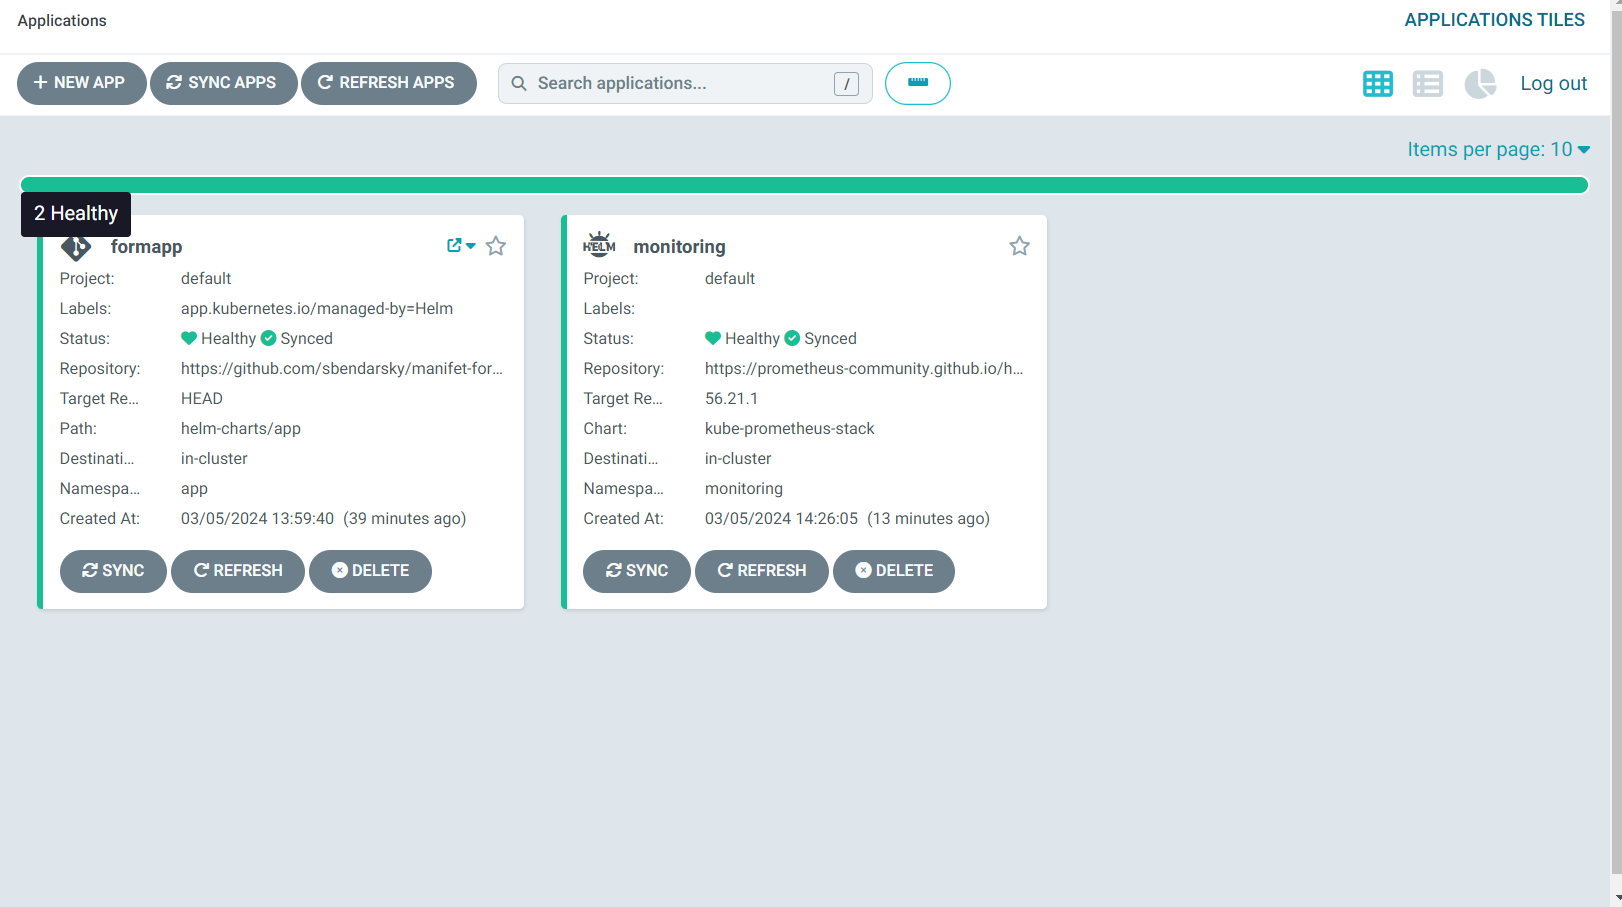 Applications
APPLICATIONS TILES
+ NEW APP
SYNC APPS
REFRESH APPS
Search applications...
/
Log out
Items per page: 10
2 Healthy
formapp
Project: default
Labels: app.kubernetes.io/managed-by=Helm
Status: Healthy Synced
Repository: https://github.com/sbendarsky/manifet-for...
Target Re... HEAD
Path: helm-charts/app
Destinati... in-cluster
Namespa... app
Created At: 03/05/2024 13:59:40 (39 minutes ago)
SYNC
REFRESH
DELETE
HELM
monitoring
Project: default
Labels:
Status: Healthy Synced
Repository: https://prometheus-community.github.io/h...
Target Re... 56.21.1
Chart: kube-prometheus-stack
Destinati... in-cluster
Namespa... monitoring
Created At: 03/05/2024 14:26:05 (13 minutes ago)
SYNC
REFRESH
DELETE